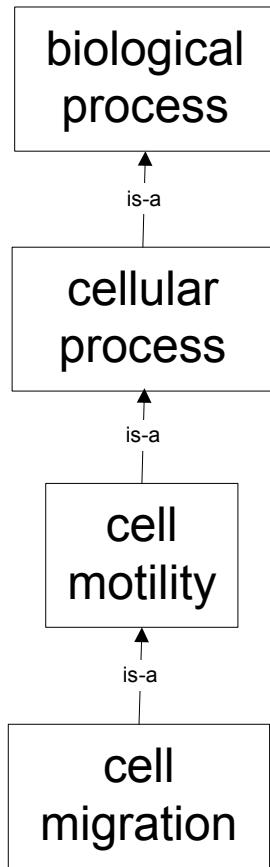 biological
process
is-a
cellular
process
is-a
cell
motility
is-a
cell
migration